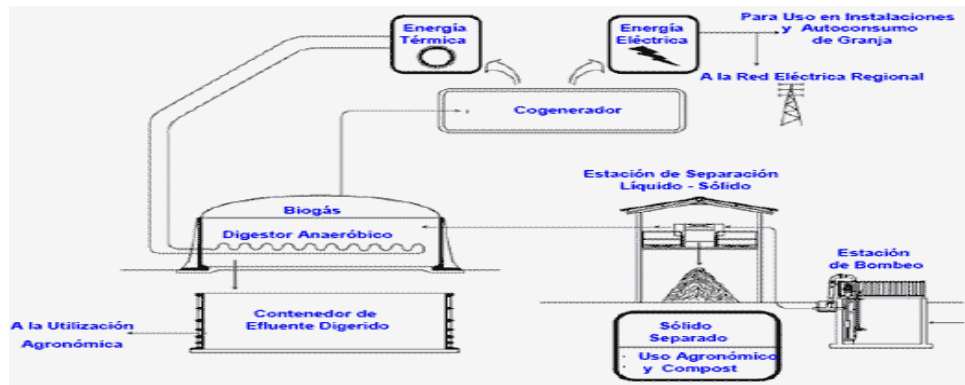 Energía
Térmica
Energía
Eléctrica
Para Uso en Instalaciones
y Autoconsumo
de Granja
A la Red Eléctrica Regional
Cogenerador
Estación de Separación
Líquido - Sólido
Biogás
Digestor Anaeróbico
Estación
de Bombeo
Contenedor de
Efluente Digerido
A la Utilización
Agronómica
Sólido
Separado
Uso Agronómico
y Compost